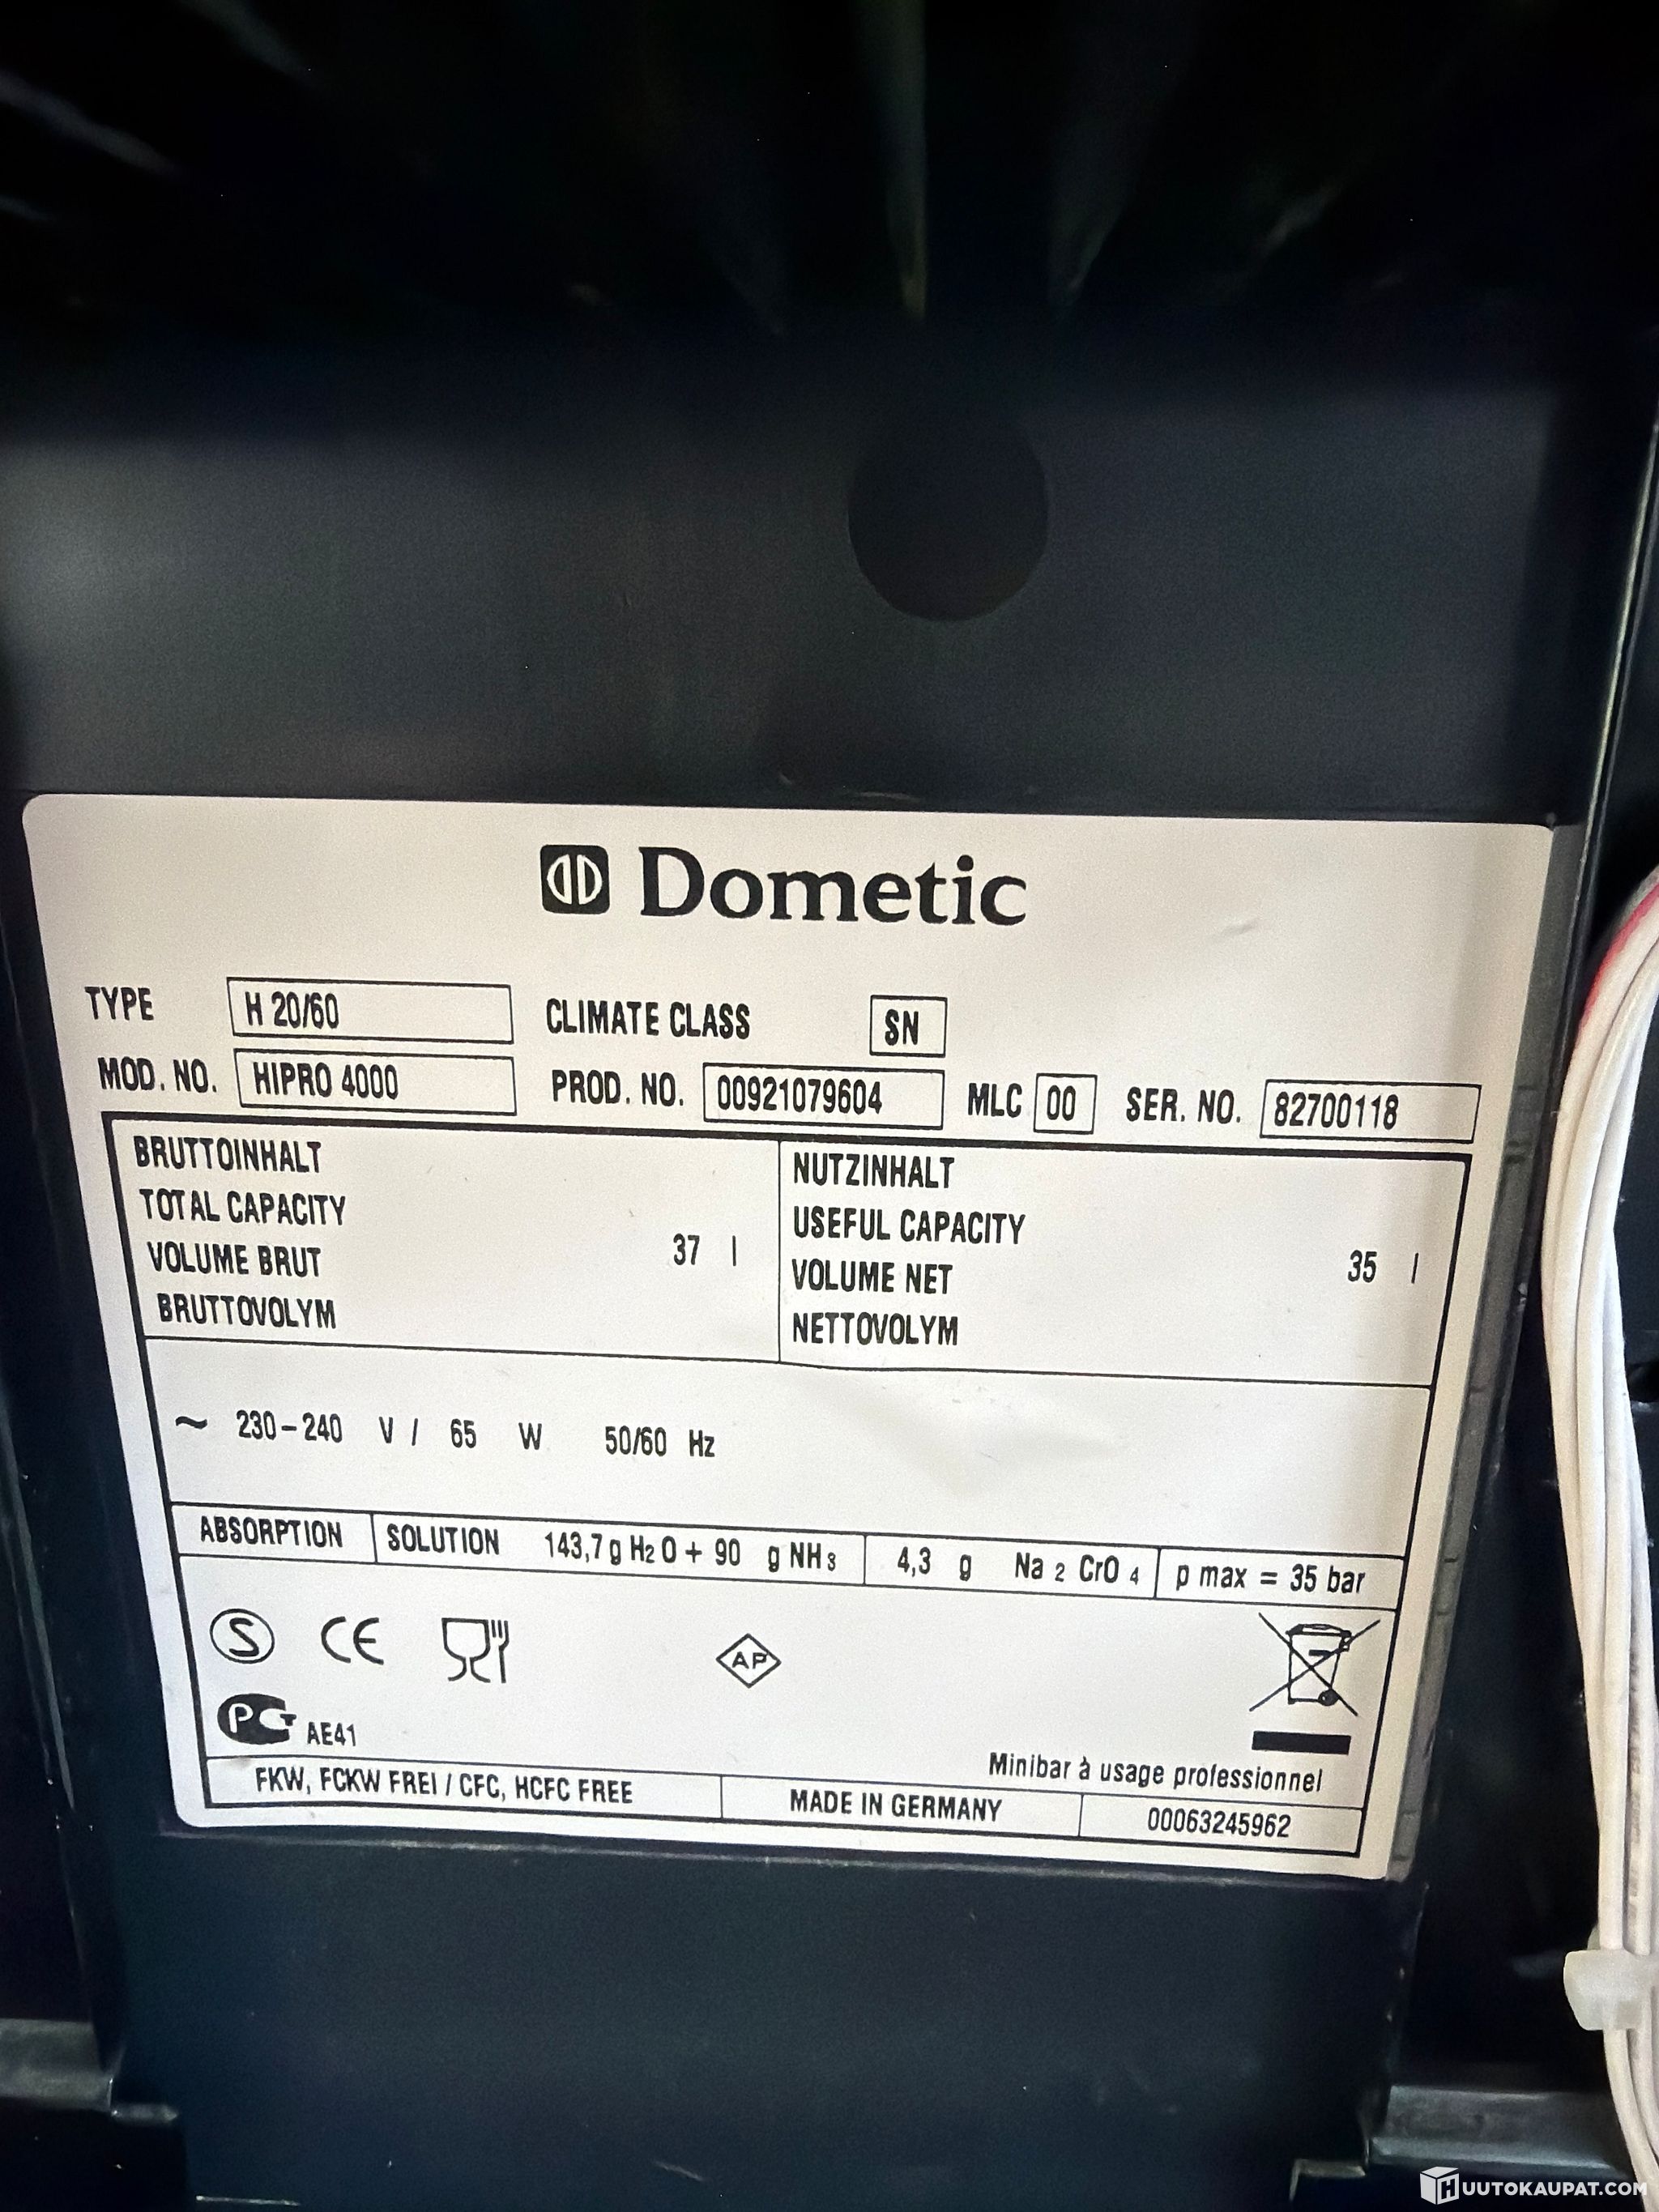 Dometic
TYPE H 20/60 CLIMATE CLASS SN
MOD. NO. HIPRO 4000 PROD. NO. 00921079604 MLC 00 SER. NO. 82700118
BRUTTOINHALT
TOTAL CAPACITY
VOLUME BRUT
BRUTTOVOLYM
37 l
NUTZINHALT
USEFUL CAPACITY
VOLUME NET
NETTOVOLYM
35 l
~ 230-240 V / 65 W 50/60 Hz
ABSORPTION SOLUTION 143,7 g H2O + 90 g NH3 4,3 g Na2CrO4 p max = 35 bar
S CE AP
PCT AE41
Minibar à usage professionnel
FKW, FCKW FREI / CFC, HCFC FREE MADE IN GERMANY 00063245962
HUUTOKAUPAT.COM